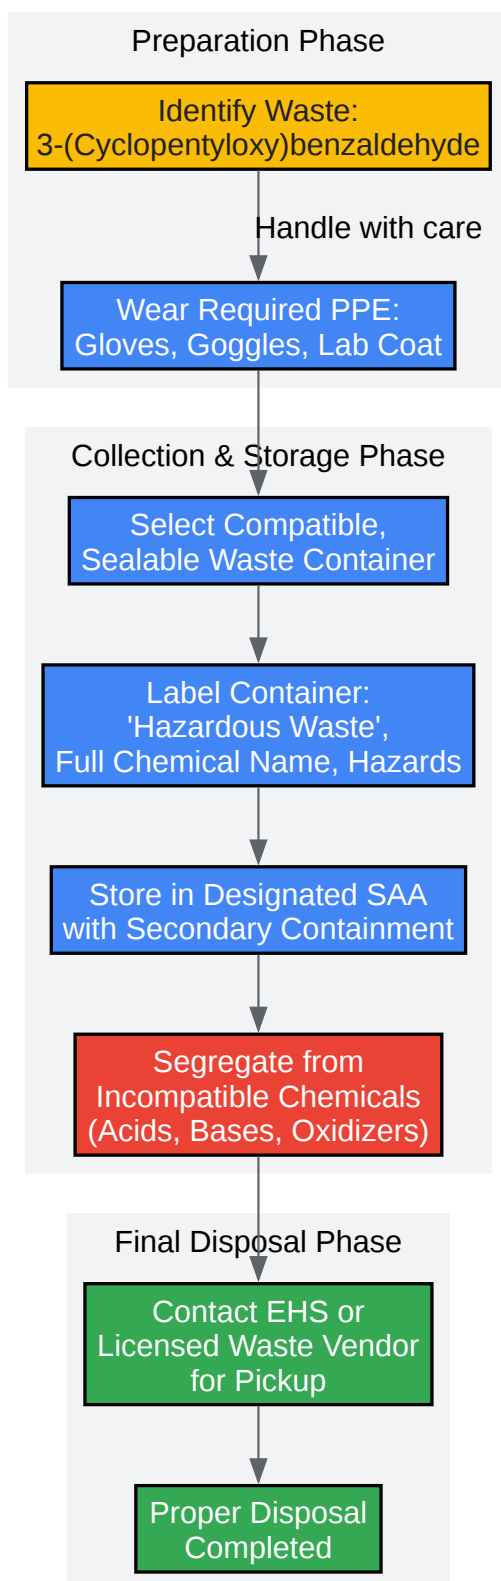 Preparation Phase
Identify Waste:
3-(Cyclopentyloxy)benzaldehyde
Handle with care
Wear Required PPE:
Gloves, Goggles, Lab Coat
Collection & Storage Phase
Select Compatible,
Sealable Waste Container
Label Container:
'Hazardous Waste',
Full Chemical Name, Hazards
Store in Designated SAA
with Secondary Containment
Segregate from
Incompatible Chemicals
(Acids, Bases, Oxidizers)
Final Disposal Phase
Contact EHS or
Licensed Waste Vendor
for Pickup
Proper Disposal
Completed